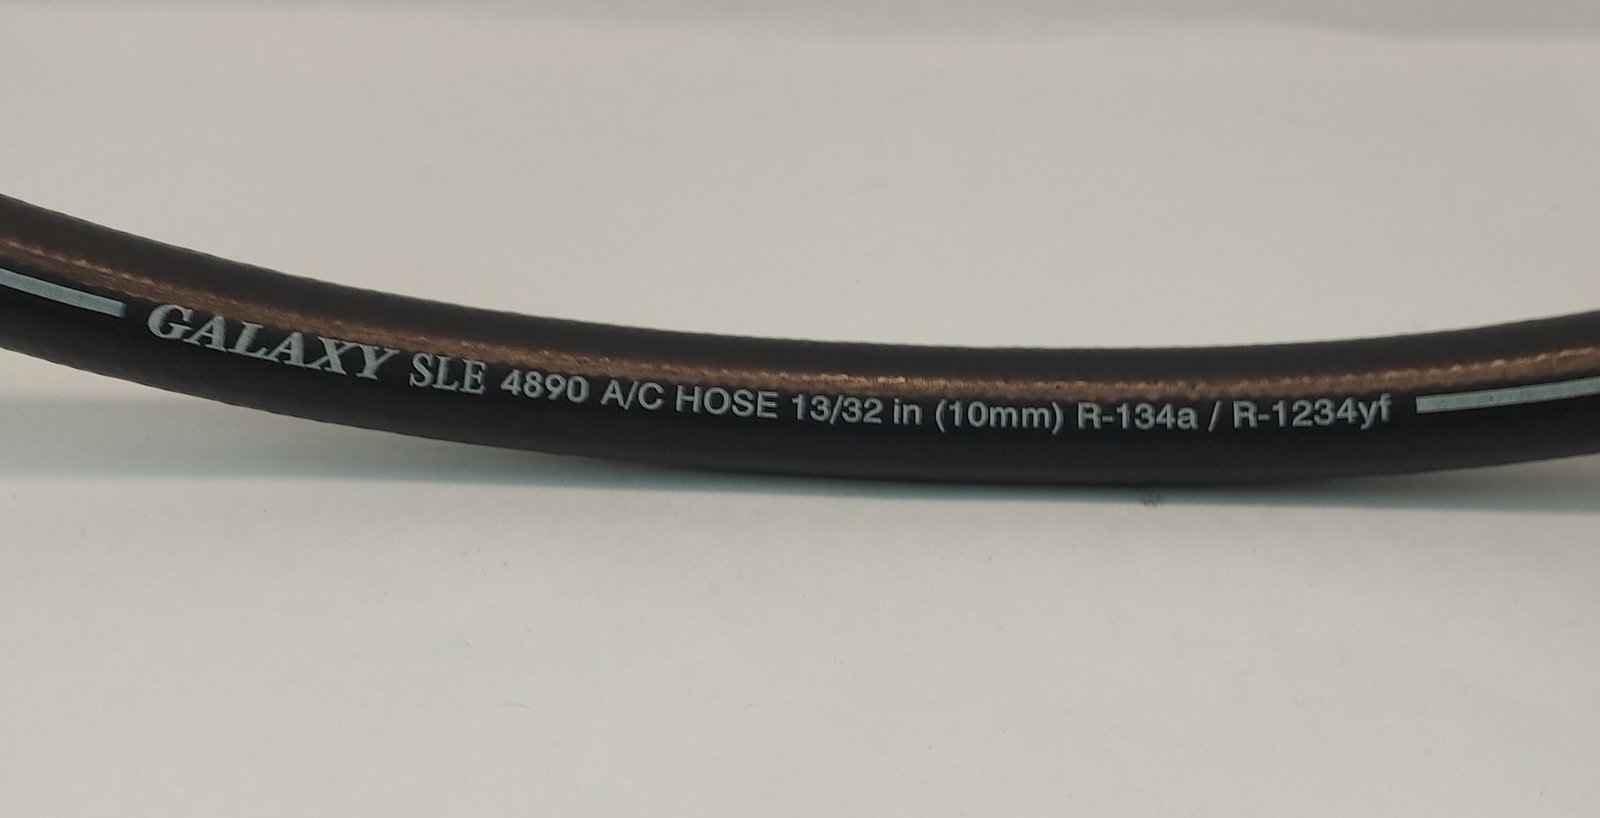 GALAXY SLE 4890 A/C HOSE 13/32 in (10mm) R-134a / R-1234yf